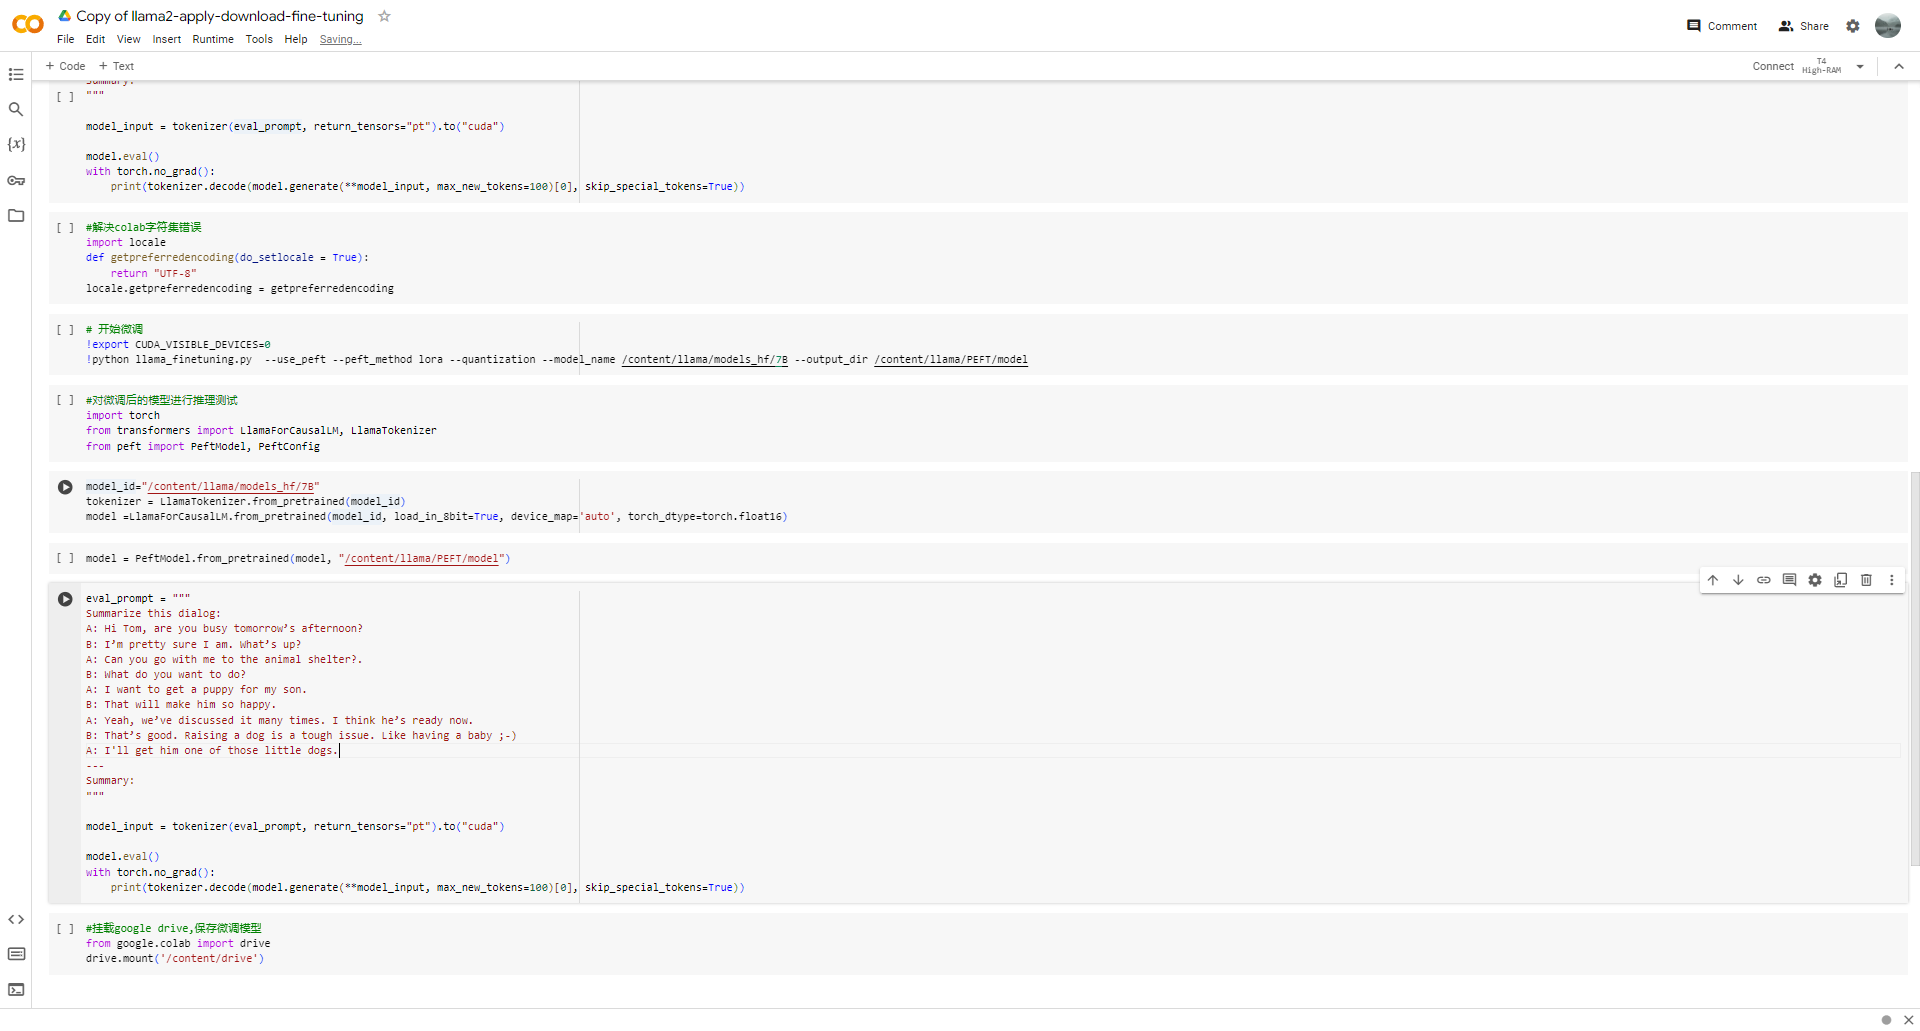 Copy of llama2-apply-download-fine-tuning
File Edit View Insert Runtime Tools Help Saving...
Comment Share
+ Code + Text
Connect T4 High-RAM
Summary:
[ ] """
model_input = tokenizer(eval_prompt, return_tensors="pt").to("cuda")
model.eval()
with torch.no_grad():
    print(tokenizer.decode(model.generate(**model_input, max_new_tokens=100)[0], skip_special_tokens=True))
[ ] #解决colab字符集错误
import locale
def getpreferredencoding(do_setlocale = True):
    return "UTF-8"
locale.getpreferredencoding = getpreferredencoding
[ ] # 开始微调
!export CUDA_VISIBLE_DEVICES=0
!python llama_finetuning.py  --use_peft --peft_method lora --quantization --model_name /content/llama/models_hf/7B --output_dir /content/llama/PEFT/model
[ ] #对微调后的模型进行推理测试
import torch
from transformers import LlamaForCausalLM, LlamaTokenizer
from peft import PeftModel, PeftConfig
model_id="/content/llama/models_hf/7B"
tokenizer = LlamaTokenizer.from_pretrained(model_id)
model =LlamaForCausalLM.from_pretrained(model_id, load_in_8bit=True, device_map='auto', torch_dtype=torch.float16)
[ ] model = PeftModel.from_pretrained(model, "/content/llama/PEFT/model")
eval_prompt = """
Summarize this dialog:
A: Hi Tom, are you busy tomorrow’s afternoon?
B: I’m pretty sure I am. What’s up?
A: Can you go with me to the animal shelter?.
B: What do you want to do?
A: I want to get a puppy for my son.
B: That will make him so happy.
A: Yeah, we’ve discussed it many times. I think he’s ready now.
B: That’s good. Raising a dog is a tough issue. Like having a baby ;-)
A: I'll get him one of those little dogs.
---
Summary:
"""
model_input = tokenizer(eval_prompt, return_tensors="pt").to("cuda")
model.eval()
with torch.no_grad():
    print(tokenizer.decode(model.generate(**model_input, max_new_tokens=100)[0], skip_special_tokens=True))
[ ] #挂载google drive,保存微调模型
from google.colab import drive
drive.mount('/content/drive')